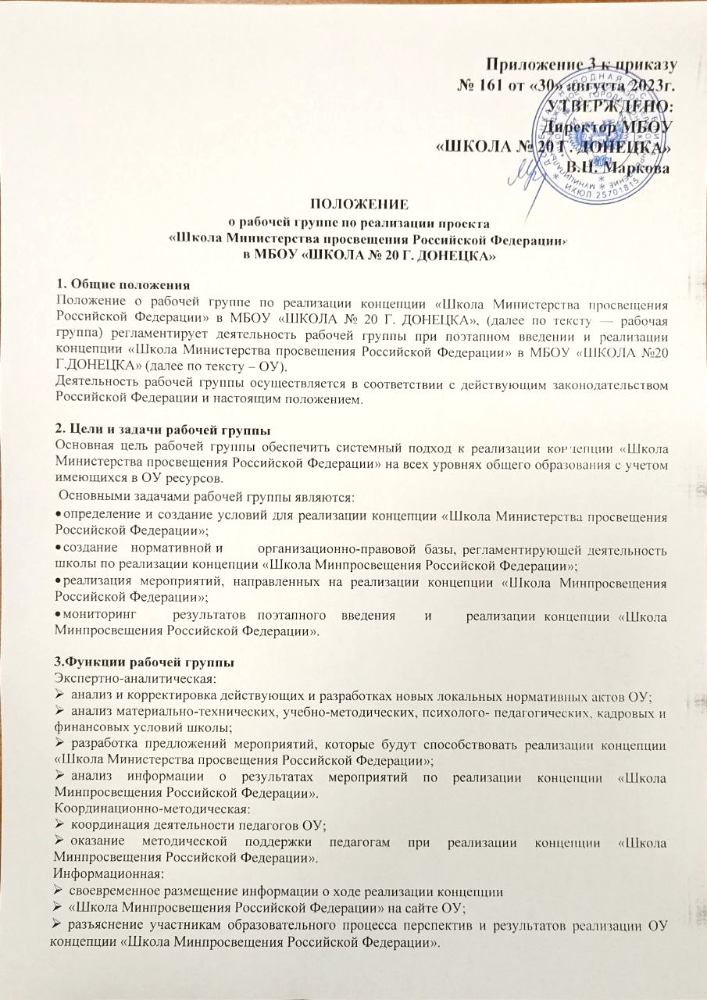 Приложение 3 к приказу
№ 161 от «30» августа 2023г.
УТВЕРЖДЕНО:
Директор МБОУ
«ШКОЛА № 20 Г. ДОНЕЦКА»
В.Н. Маркова
ИКЮЛ 25701815
ПОЛОЖЕНИЕ
о рабочей группе по реализации проекта
«Школа Министерства просвещения Российской Федерации»
в МБОУ «ШКОЛА № 20 Г. ДОНЕЦКА»
1. Общие положения
Положение о рабочей группе по реализации концепции «Школа Министерства просвещения
Российской Федерации» в МБОУ «ШКОЛА № 20 Г. ДОНЕЦКА», (далее по тексту — рабочая
группа) регламентирует деятельность рабочей группы при поэтапном введении и реализации
концепции «Школа Министерства просвещения Российской Федерации» в МБОУ «ШКОЛА №20
Г.ДОНЕЦКА» (далее по тексту – ОУ).
Деятельность рабочей группы осуществляется в соответствии с действующим законодательством
Российской Федерации и настоящим положением.
2. Цели и задачи рабочей группы
Основная цель рабочей группы обеспечить системный подход к реализации концепции «Школа
Министерства просвещения Российской Федерации» на всех уровнях общего образования с учетом
имеющихся в ОУ ресурсов.
Основными задачами рабочей группы являются:
•определение и создание условий для реализации концепции «Школа Министерства просвещения
Российской Федерации»;
•создание нормативной и организационно-правовой базы, регламентирующей деятельность
школы по реализации концепции «Школа Минпросвещения Российской Федерации»;
•реализация мероприятий, направленных на реализации концепции «Школа Минпросвещения
Российской Федерации»;
•мониторинг результатов поэтапного введения и реализации концепции «Школа
Минпросвещения Российской Федерации».
3.Функции рабочей группы
Экспертно-аналитическая:
➢ анализ и корректировка действующих и разработках новых локальных нормативных актов ОУ;
➢ анализ материально-технических, учебно-методических, психолого- педагогических, кадровых и
финансовых условий школы;
➢ разработка предложений мероприятий, которые будут способствовать реализации концепции
«Школа Министерства просвещения Российской Федерации»;
➢ анализ информации о результатах мероприятий по реализации концепции «Школа
Минпросвещения Российской Федерации».
Координационно-методическая:
➢ координация деятельности педагогов ОУ;
➢ оказание методической поддержки педагогам при реализации концепции «Школа
Минпросвещения Российской Федерации».
Информационная:
➢ своевременное размещение информации о ходе реализации концепции
➢ «Школа Минпросвещения Российской Федерации» на сайте ОУ;
➢ разъяснение участникам образовательного процесса перспектив и результатов реализации ОУ
концепции «Школа Минпросвещения Российской Федерации».